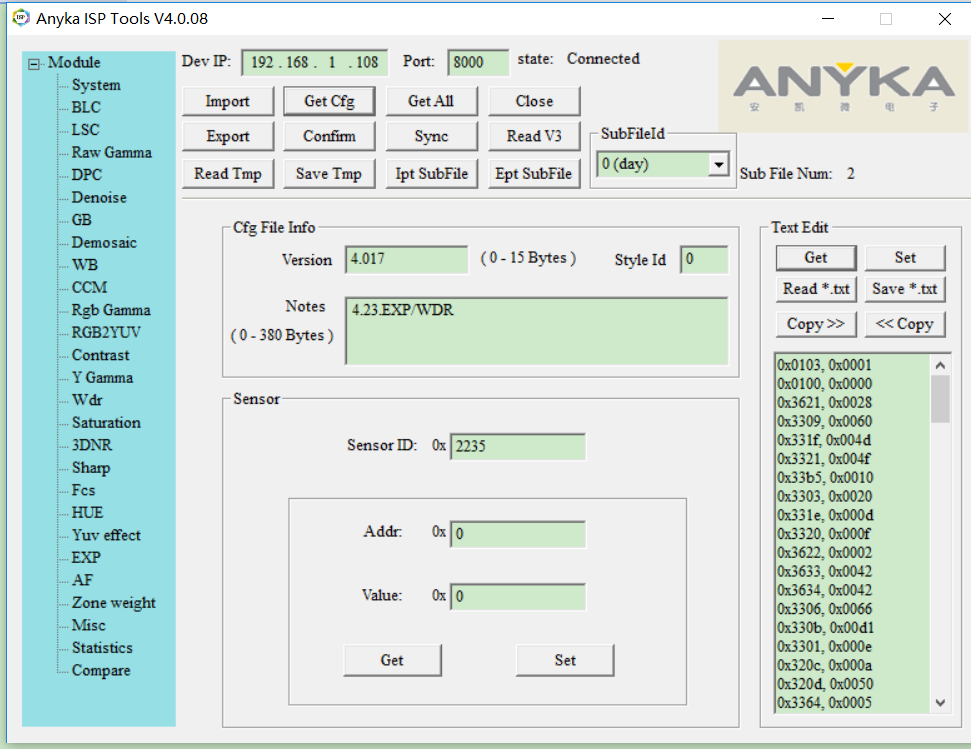 Anyka ISP Tools V4.0.08
Module
System
BLC
LSC
Raw Gamma
DPC
Denoise
GB
Demosaic
WB
CCM
Rgb Gamma
RGB2YUV
Contrast
Y Gamma
Wdr
Saturation
3DNR
Sharp
Fcs
HUE
Yuv effect
EXP
AF
Zone weight
Misc
Statistics
Compare
Dev IP: 192 . 168 . 1 . 108 Port: 8000 state: Connected
Import Get Cfg Get All Close
Export Confirm Sync Read V3
Read Tmp Save Tmp Ipt SubFile Ept SubFile
SubFileId
0 (day)
Sub File Num: 2
ANYKA
安 凯 微 电 子
Cfg File Info
Version 4.017 ( 0 - 15 Bytes ) Style Id 0
Notes
( 0 - 380 Bytes )
4.23.EXP/WDR
Sensor
Sensor ID: 0x 2235
Addr: 0x 0
Value: 0x 0
Get Set
Text Edit
Get Set
Read *.txt Save *.txt
Copy >> << Copy
0x0103, 0x0001
0x0100, 0x0000
0x3621, 0x0028
0x3309, 0x0060
0x331f, 0x004d
0x3321, 0x004f
0x33b5, 0x0010
0x3303, 0x0020
0x331e, 0x000d
0x3320, 0x000f
0x3622, 0x0002
0x3633, 0x0042
0x3634, 0x0042
0x3306, 0x0066
0x330b, 0x00d1
0x3301, 0x000e
0x320c, 0x000a
0x320d, 0x0050
0x3364, 0x0005